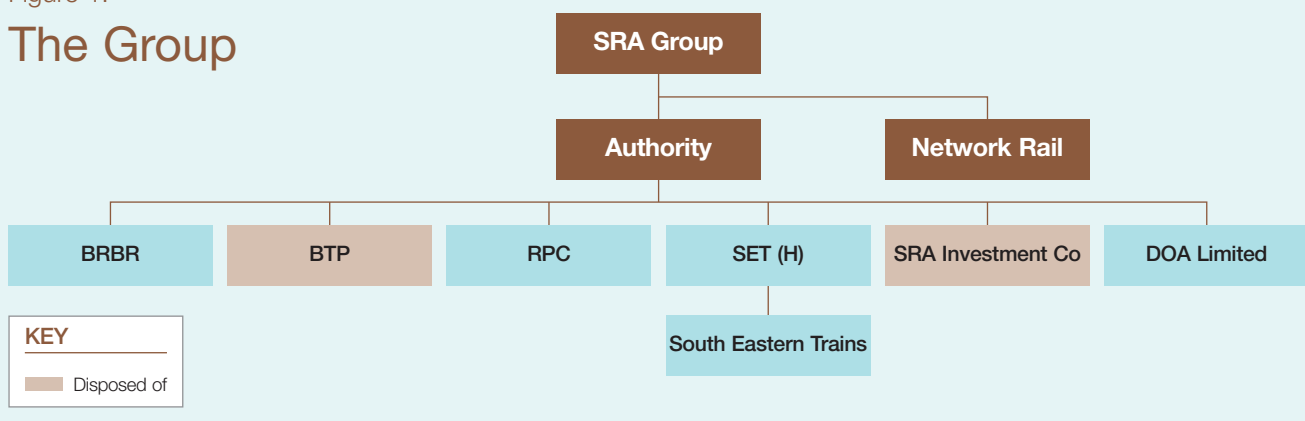 The Group
SRA Group
Authority
Network Rail
BRBR
BTP
RPC
SET (H)
SRA Investment Co
DOA Limited
South Eastern Trains
KEY
Disposed of